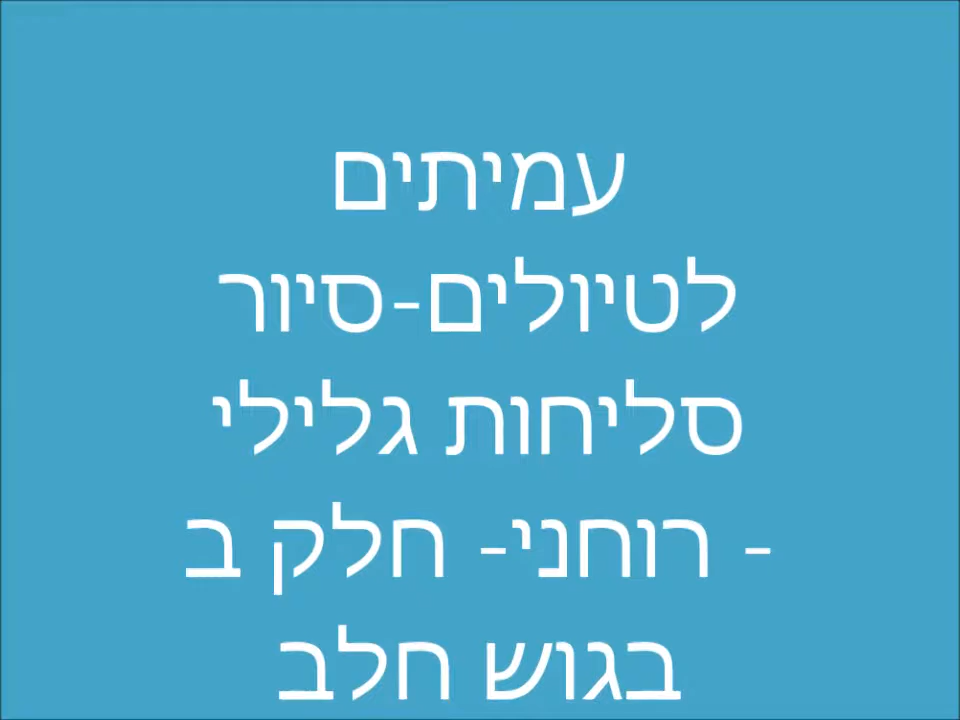 עמיתים
לטיולים-סיור
סליחות גלילי
- רוחני- חלק ב
בגוש חלב